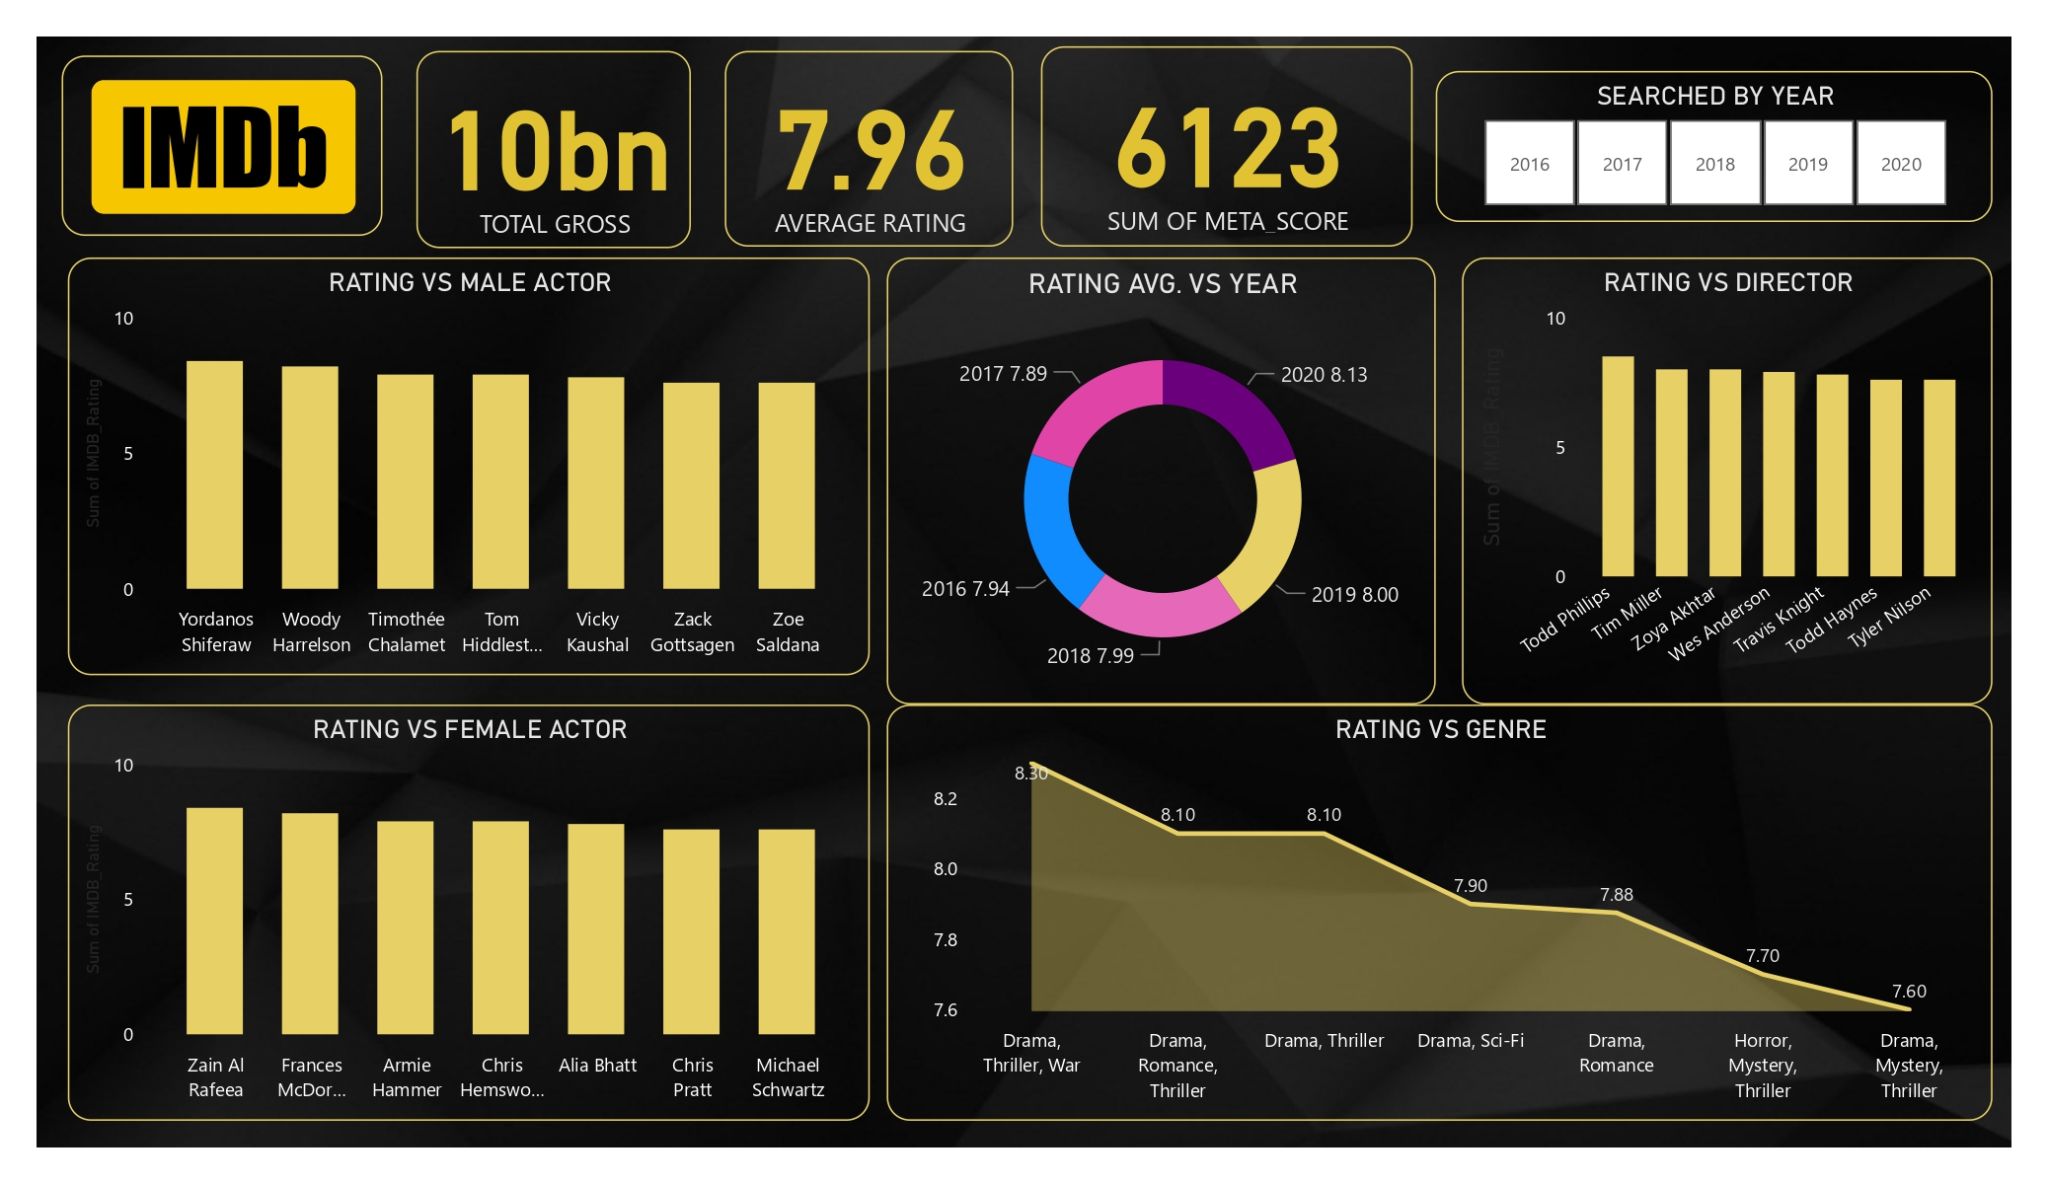 IMDb
10bn
TOTAL GROSS
7.96
AVERAGE RATING
6123
SUM OF META_SCORE
SEARCHED BY YEAR
2016
2017
2018
2019
2020
RATING VS MALE ACTOR
Sum of IMDB_Rating
10
5
0
Yordanos
Shiferaw
Woody
Harrelson
Timothée
Chalamet
Tom
Hiddlest...
Vicky
Kaushal
Zack
Gottsagen
Zoe
Saldana
RATING AVG. VS YEAR
2017 7.89
2020 8.13
2016 7.94
2019 8.00
2018 7.99
RATING VS DIRECTOR
Sum of IMDB_Rating
10
5
0
Todd Phillips
Tim Miller
Zoya Akhtar
Wes Anderson
Travis Knight
Todd Haynes
Tyler Nilson
RATING VS FEMALE ACTOR
Sum of IMDB_Rating
10
5
0
Zain Al
Rafeea
Frances
McDor...
Armie
Hammer
Chris
Hemswo...
Alia Bhatt
Chris
Pratt
Michael
Schwartz
RATING VS GENRE
8.2
8.0
7.8
7.6
8.30
8.10
8.10
7.90
7.88
7.70
7.60
Drama,
Thriller, War
Drama,
Romance,
Thriller
Drama, Thriller
Drama, Sci-Fi
Drama,
Romance
Horror,
Mystery,
Thriller
Drama,
Mystery,
Thriller